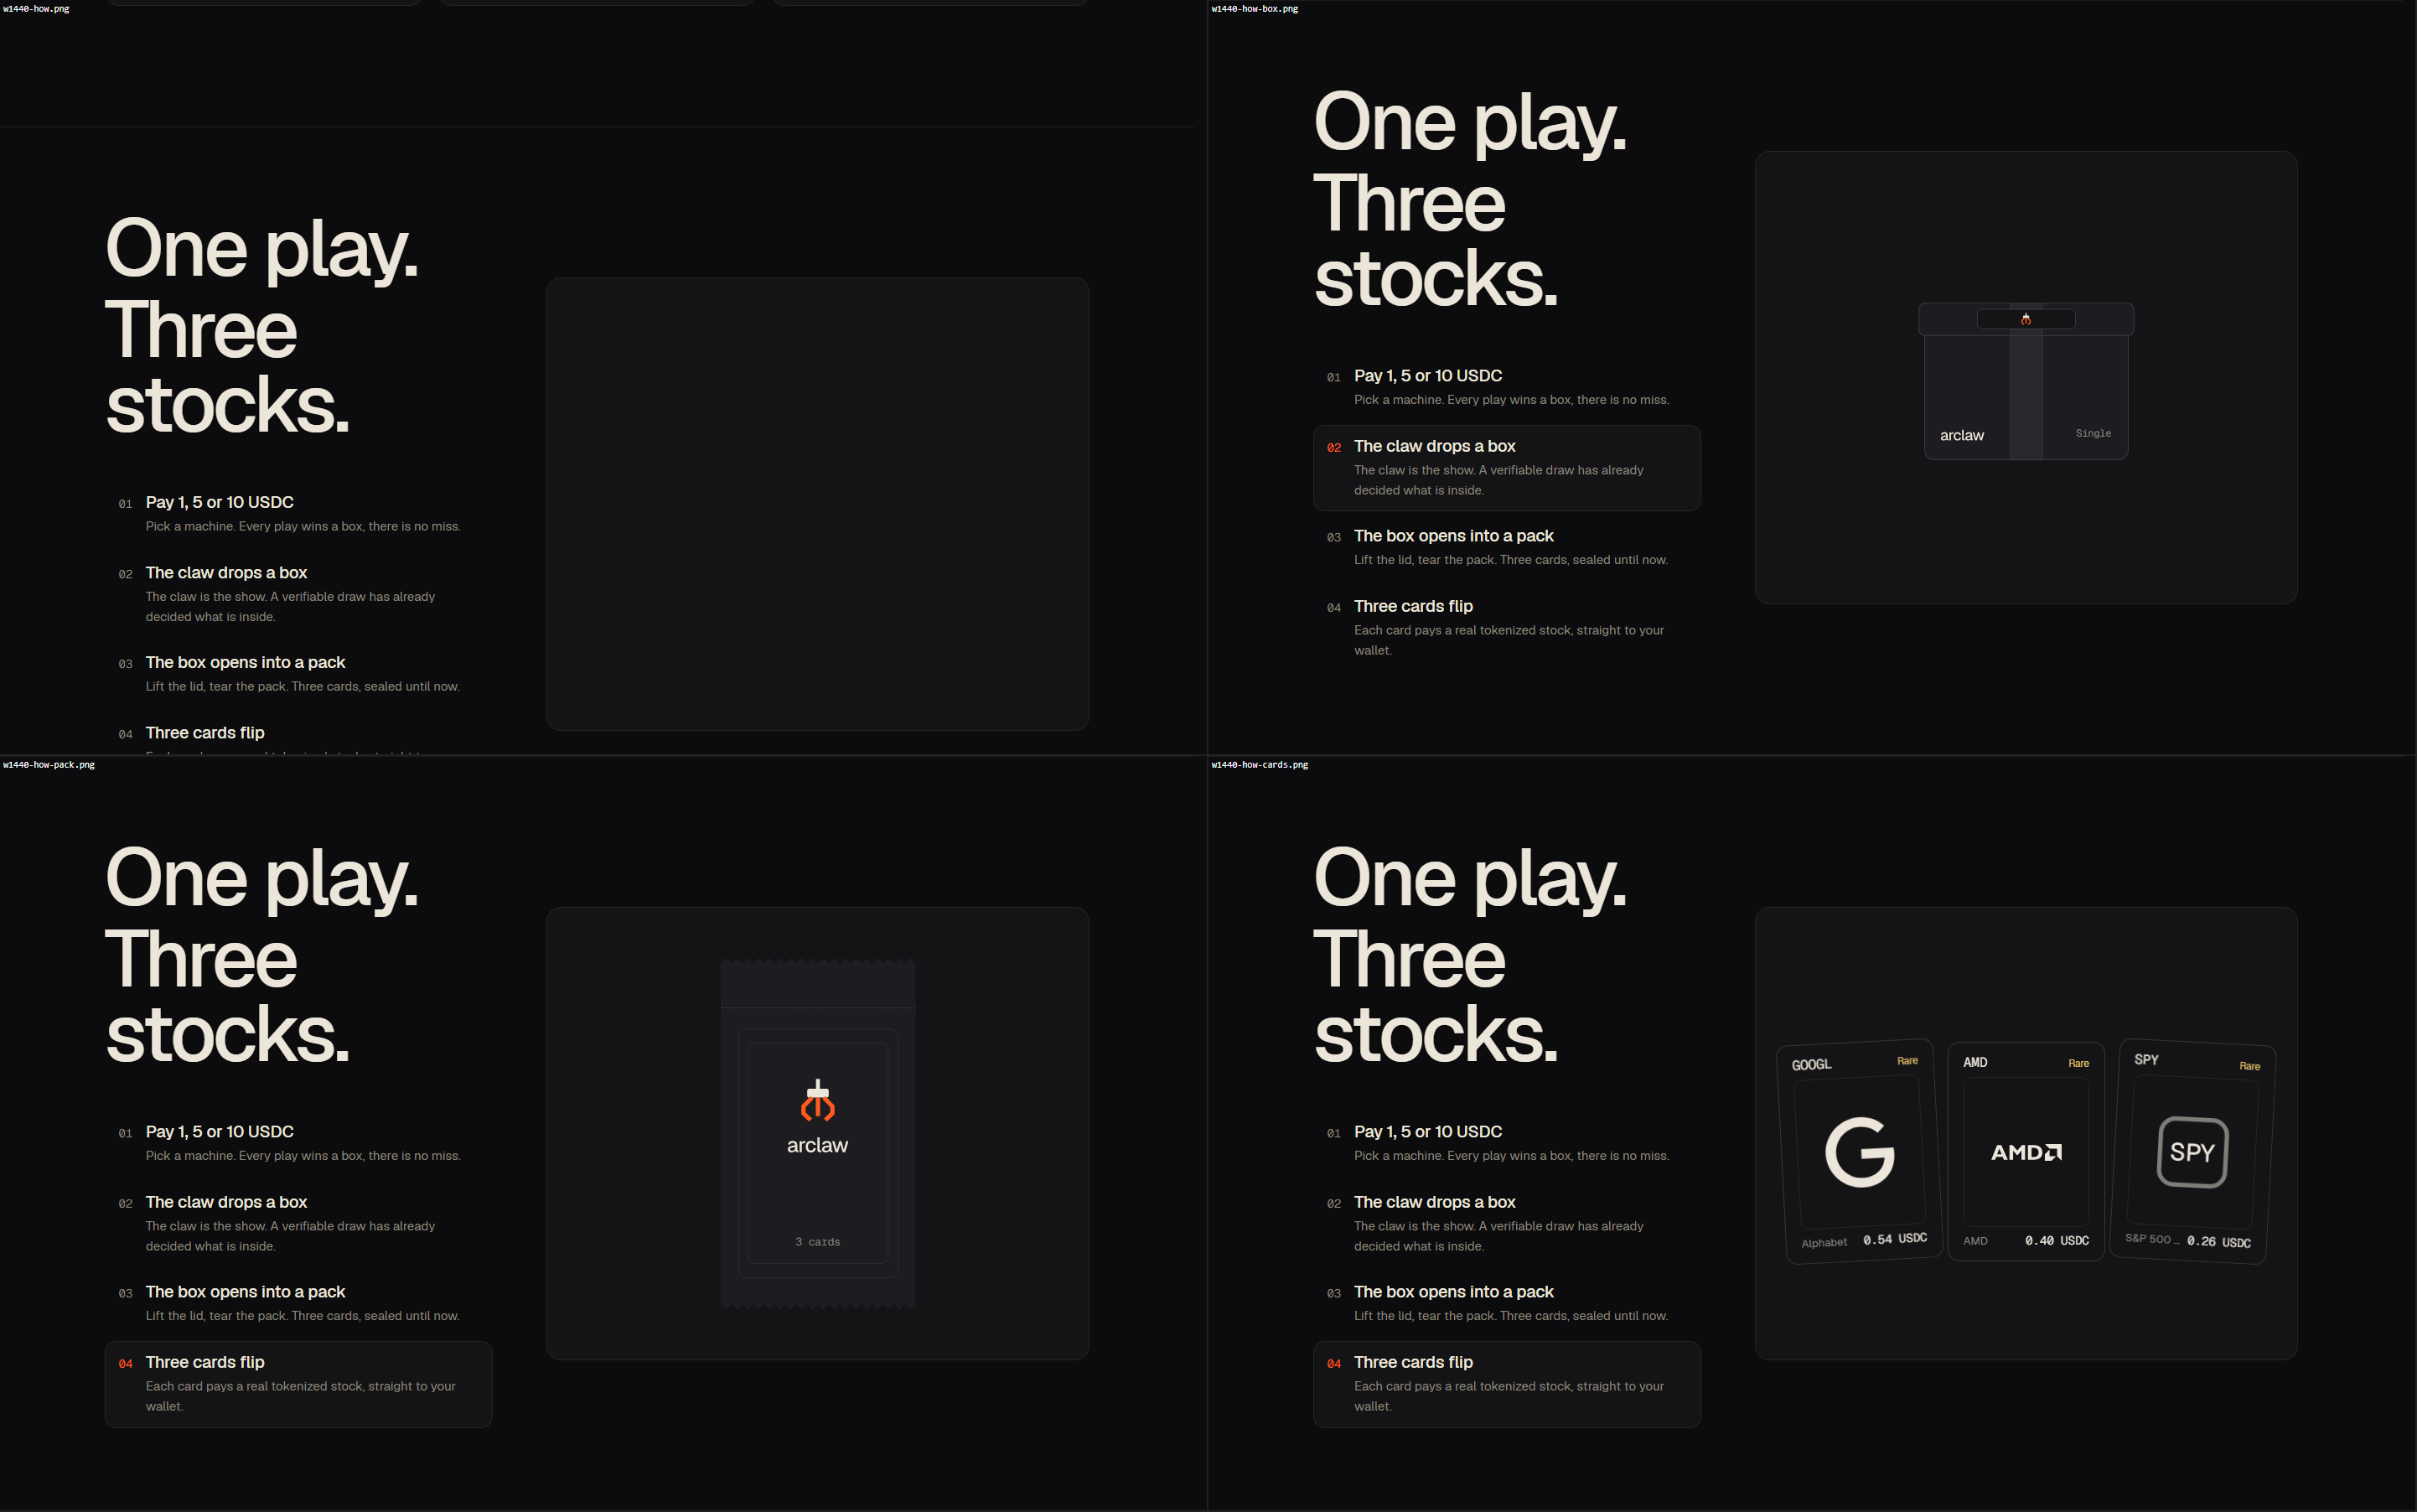 w1440-how.png
One play.
Three
stocks.
01 Pay 1, 5 or 10 USDC
Pick a machine. Every play wins a box, there is no miss.
02 The claw drops a box
The claw is the show. A verifiable draw has already
decided what is inside.
03 The box opens into a pack
Lift the lid, tear the pack. Three cards, sealed until now.
04 Three cards flip
w1440-how-box.png
One play.
Three
stocks.
01 Pay 1, 5 or 10 USDC
Pick a machine. Every play wins a box, there is no miss.
02 The claw drops a box
The claw is the show. A verifiable draw has already
decided what is inside.
03 The box opens into a pack
Lift the lid, tear the pack. Three cards, sealed until now.
04 Three cards flip
Each card pays a real tokenized stock, straight to your
wallet.
arclaw
Single
w1440-how-pack.png
One play.
Three
stocks.
01 Pay 1, 5 or 10 USDC
Pick a machine. Every play wins a box, there is no miss.
02 The claw drops a box
The claw is the show. A verifiable draw has already
decided what is inside.
03 The box opens into a pack
Lift the lid, tear the pack. Three cards, sealed until now.
04 Three cards flip
Each card pays a real tokenized stock, straight to your
wallet.
arclaw
3 cards
w1440-how-cards.png
One play.
Three
stocks.
01 Pay 1, 5 or 10 USDC
Pick a machine. Every play wins a box, there is no miss.
02 The claw drops a box
The claw is the show. A verifiable draw has already
decided what is inside.
03 The box opens into a pack
Lift the lid, tear the pack. Three cards, sealed until now.
04 Three cards flip
Each card pays a real tokenized stock, straight to your
wallet.
GOOGL Rare
G
Alphabet 0.54 USDC
AMD Rare
AMD
AMD 0.40 USDC
SPY Rare
SPY
S&P 500 … 0.26 USDC